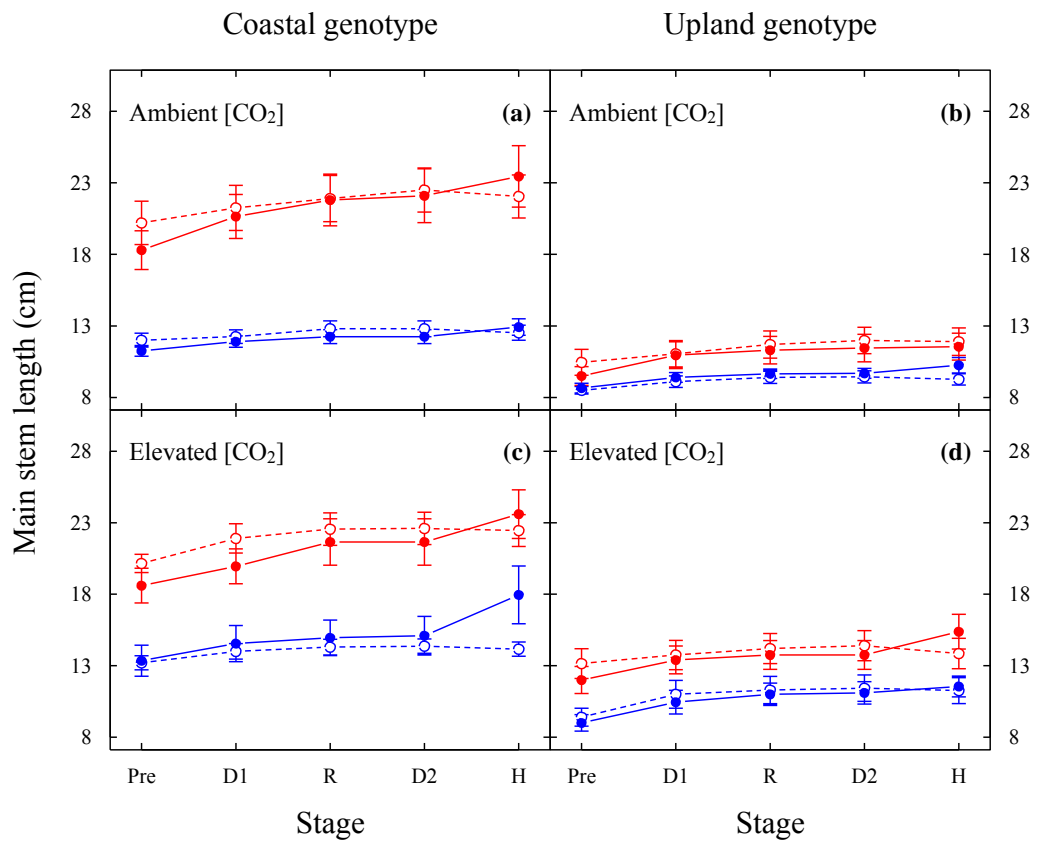 Coastal genotype
Upland genotype
Ambient [CO₂]
(a)
Ambient [CO₂]
(b)
28
23
18
13
8
28
23
18
13
8
Elevated [CO₂]
(c)
Elevated [CO₂]
(d)
28
23
18
13
8
28
23
18
13
8
Main stem length (cm)
Pre
D1
R
D2
H
Pre
D1
R
D2
H
Stage
Stage